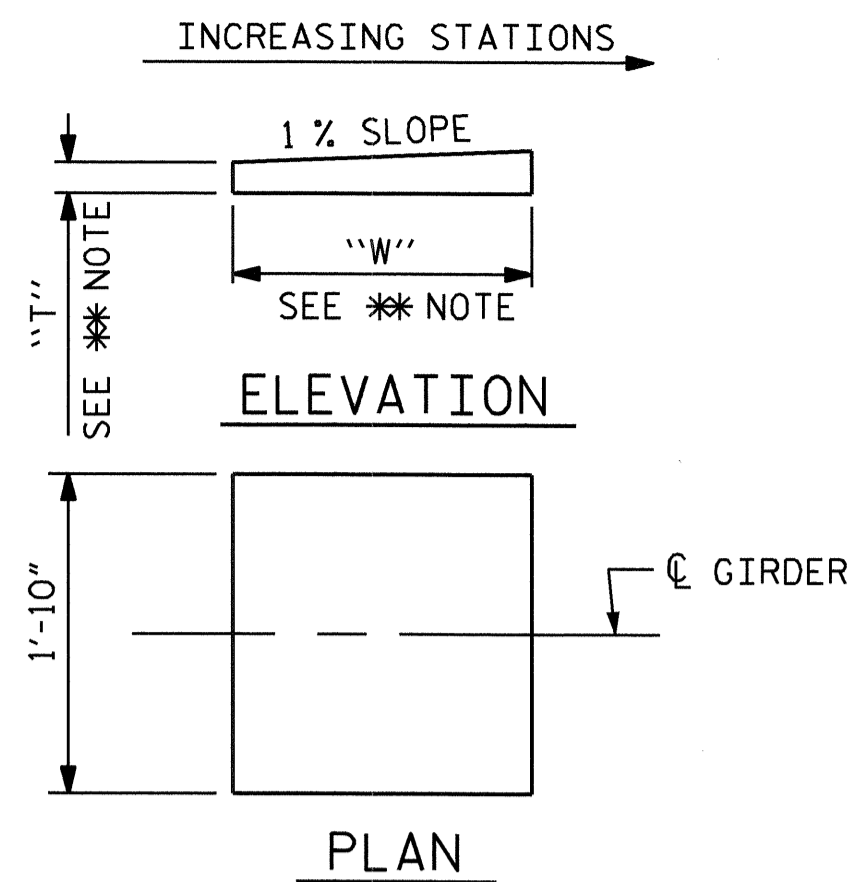 INCREASING STATIONS
1 % SLOPE
"T"
SEE ** NOTE
"W"
SEE ** NOTE
ELEVATION
1'-10"
℄ GIRDER
PLAN